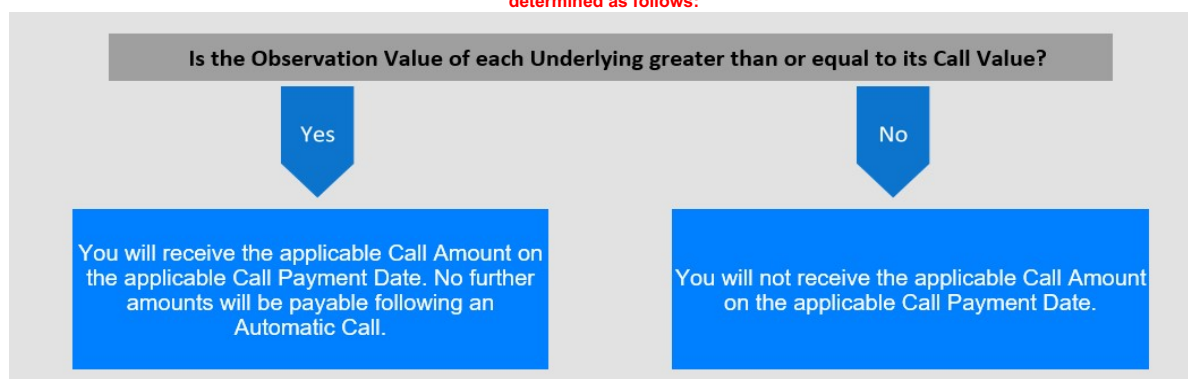 determined as follows:
Is the Observation Value of each Underlying greater than or equal to its Call Value?
Yes
No
You will receive the applicable Call Amount on
the applicable Call Payment Date. No further
amounts will be payable following an
Automatic Call.
You will not receive the applicable Call Amount
on the applicable Call Payment Date.